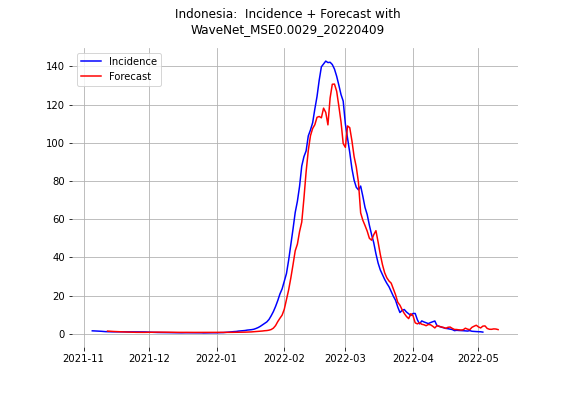 Indonesia:  Incidence + Forecast with
WaveNet_MSE0.0029_20220409
Incidence
Forecast
140
120
100
80
60
40
20
0
2021-11 2021-12 2022-01 2022-02 2022-03 2022-04 2022-05